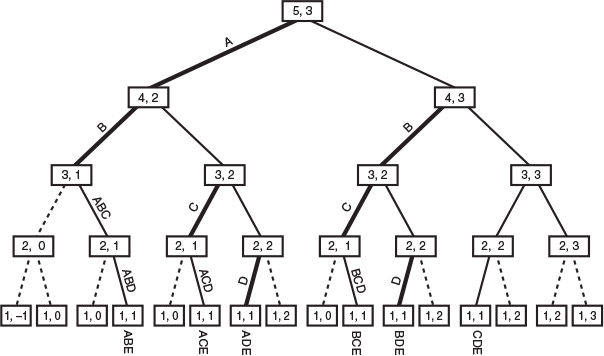 5, 3
A
4, 2
4, 3
B
B
3, 1
3, 2
3, 2
3, 3
ABC
C
C
2, 0
2, 1
2, 1
2, 2
2, 1
2, 2
2, 2
2, 3
ABD
ACD
D
BCD
D
1, –1
1, 0
1, 0
1, 1
1, 0
1, 1
1, 1
1, 2
1, 0
1, 1
1, 1
1, 2
1, 1
1, 2
1, 2
1, 3
ABE
ACE
ADE
BCE
BDE
CDE